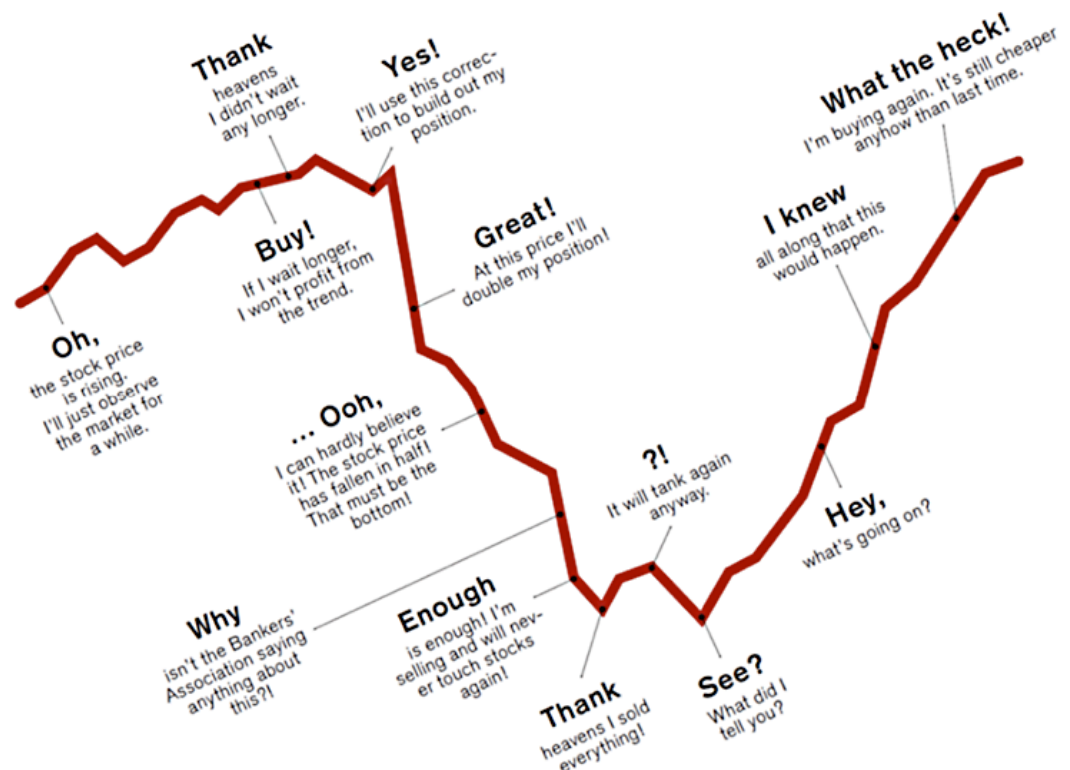 Oh,
the stock price
is rising.
I'll just observe
the market for
a while.
Buy!
If I wait longer,
I won't profit from
the trend.
Thank
heavens
I didn't wait
any longer.
Yes!
I'll use this correc-
tion to build out my
position.
Great!
At this price I'll
double my position!
... Ooh,
I can hardly believe
it! The stock price
has fallen in half!
That must be the
bottom!
Why
isn't the Bankers'
Association saying
anything about
this?!
Enough
is enough! I'm
selling and will nev-
er touch stocks
again!
Thank
heavens I sold
everything!
?!
It will tank again
anyway.
See?
What did I
tell you?
Hey,
what's going on?
I knew
all along that this
would happen.
What the heck!
I'm buying again. It's still cheaper
anyhow than last time.